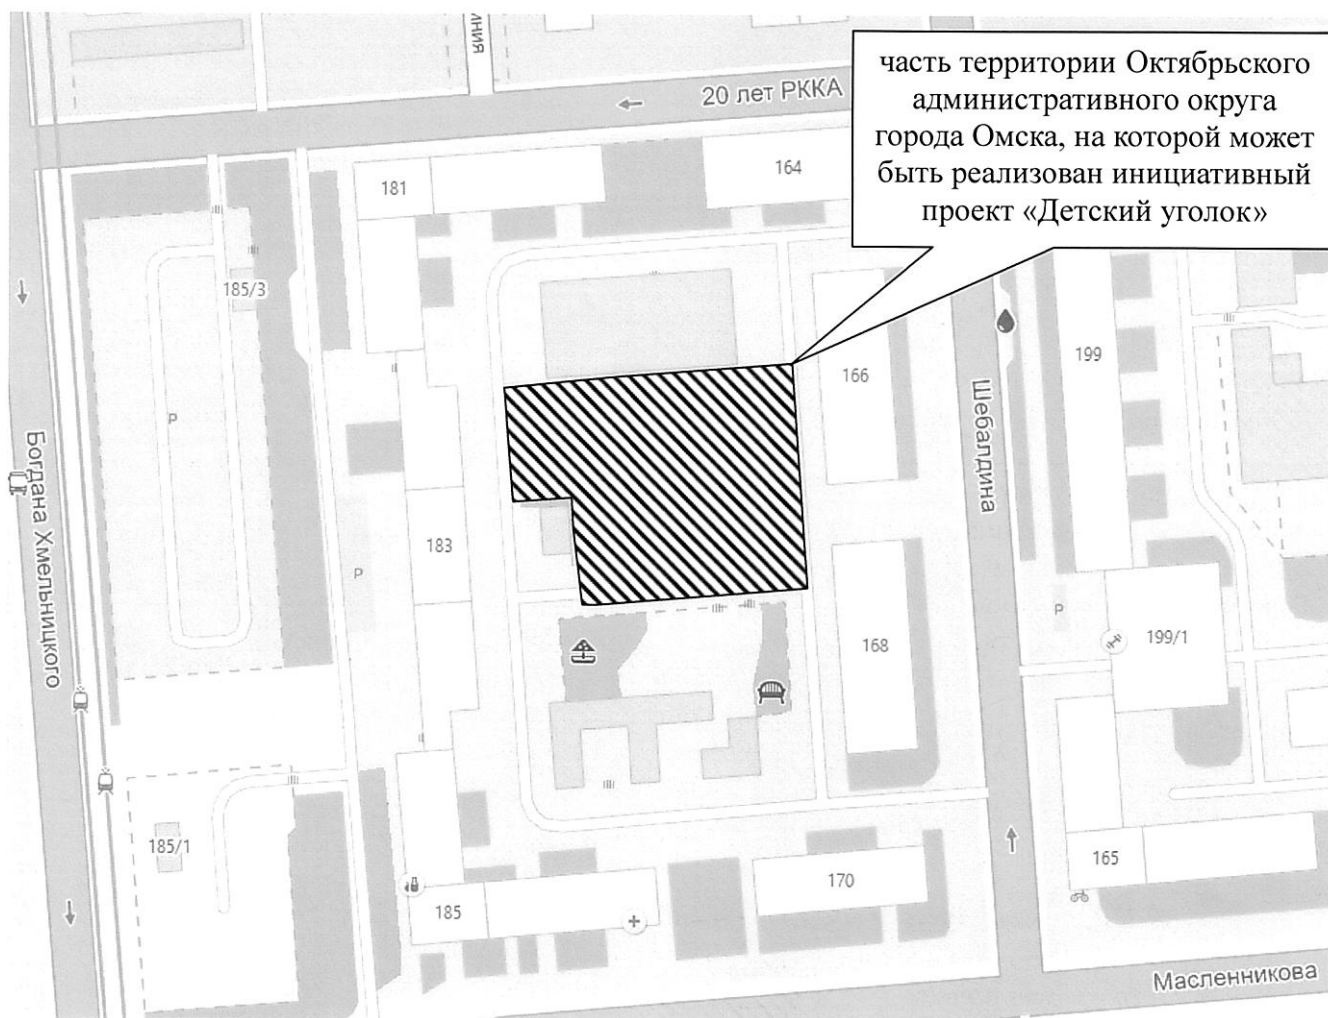 часть территории Октябрьского
административного округа
города Омска, на которой может
быть реализован инициативный
проект «Детский уголок»
20 лет РККА
181
164
185/3
166
199
P
Шебалдина
Богдана Хмельницкого
183
P
P
199/1
168
185/1
165
170
185
Масленникова